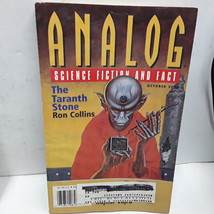 ANALOG
SCIENCE FICTION AND FACT
OCTOBER
The
Taranth
Stone
Ron Collins